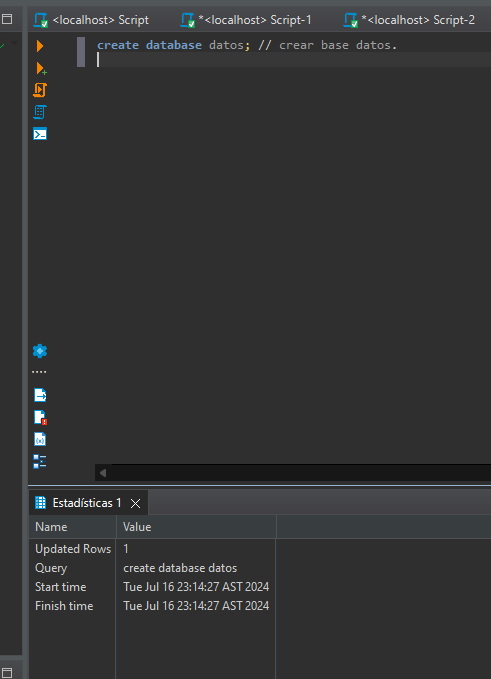 <localhost> Script
*<localhost> Script-1
*<localhost> Script-2
create database datos; // crear base datos.
Estadísticas 1
Name Value
Updated Rows 1
Query create database datos
Start time Tue Jul 16 23:14:27 AST 2024
Finish time Tue Jul 16 23:14:27 AST 2024